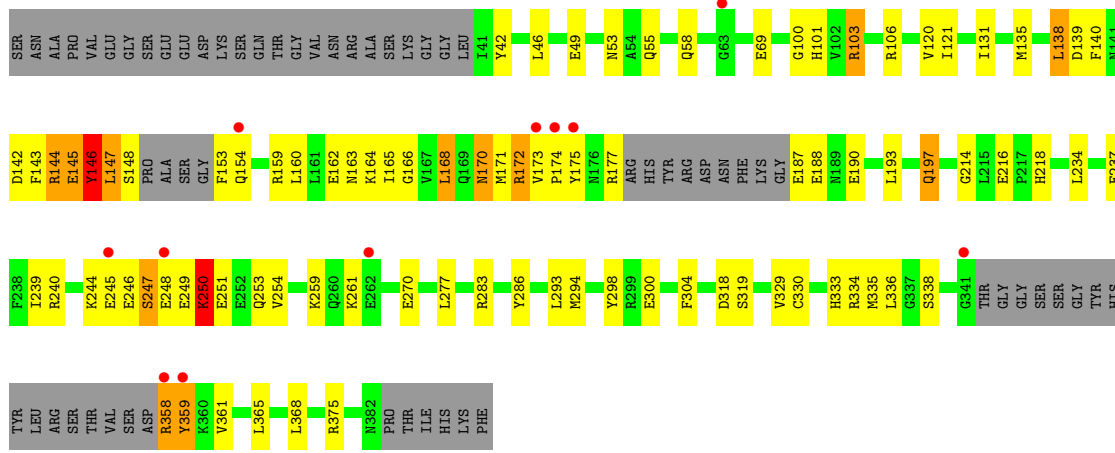 SER ASN ALA PRO VAL GLU GLY SER GLU GLU ASP LYS SER GLN THR GLY VAL ASN ARG ALA SER LYS GLY GLY LEU I41 Y42 L46 E49 N53 A54 Q55 Q58 G63 E69 G100 H101 V102 R103 R106 V120 I121 I131 M135 L138 D139 F140 N141
D142 F143 R144 E145 Y146 L147 S148 PRO ALA SER GLY F153 Q154 R159 L160 L161 E162 N163 K164 I165 G166 V167 L168 Q169 N170 M171 R172 V173 P174 Y175 N176 R177 ARG HIS TYR ARG ASP ASN PHE LYS GLY E187 E188 N189 E190 L193 Q197 G214 L215 E216 P217 H218 L234 E237
F238 I239 R240 K244 E245 E246 S247 E248 E249 K250 E251 E252 Q253 V254 K259 Q260 K261 E262 E270 L277 R283 Y286 L293 M294 Y298 R299 E300 F304 D318 S319 V329 C330 H333 R334 M335 L336 G337 S338 G341 THR GLY GLY SER SER GLY TYR HIS
TYR LEU ARG SER THR VAL SER ASP R358 Y359 K360 V361 L365 L368 R375 N382 PRO THR ILE HIS LYS PHE